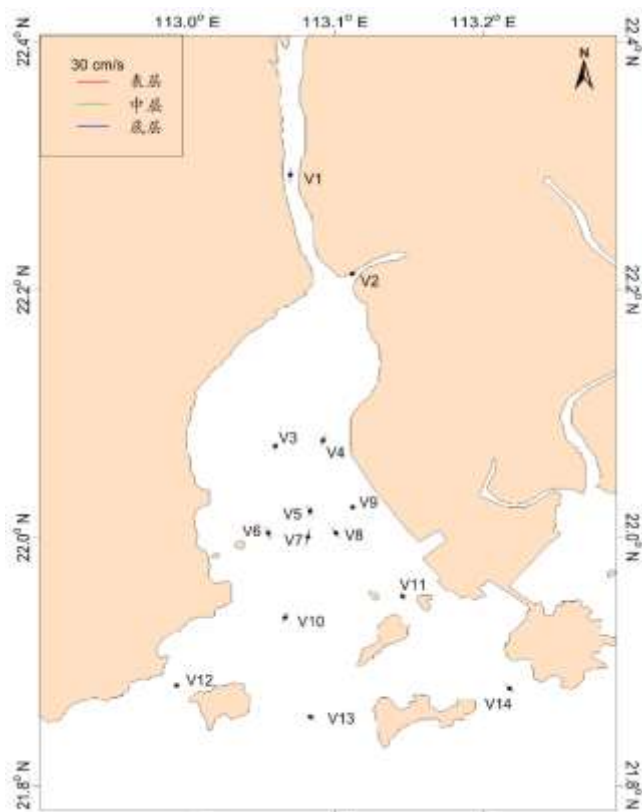 113.0° E
113.1° E
113.2° E
22.4° N
22.4° N
30 cm/s
表层
中层
底层
N
V1
V2
22.2° N
22.2° N
V3
V4
V9
V5
V6
V7
V8
22.0° N
22.0° N
V11
V10
V12
V13
V14
21.8° N
21.8° N